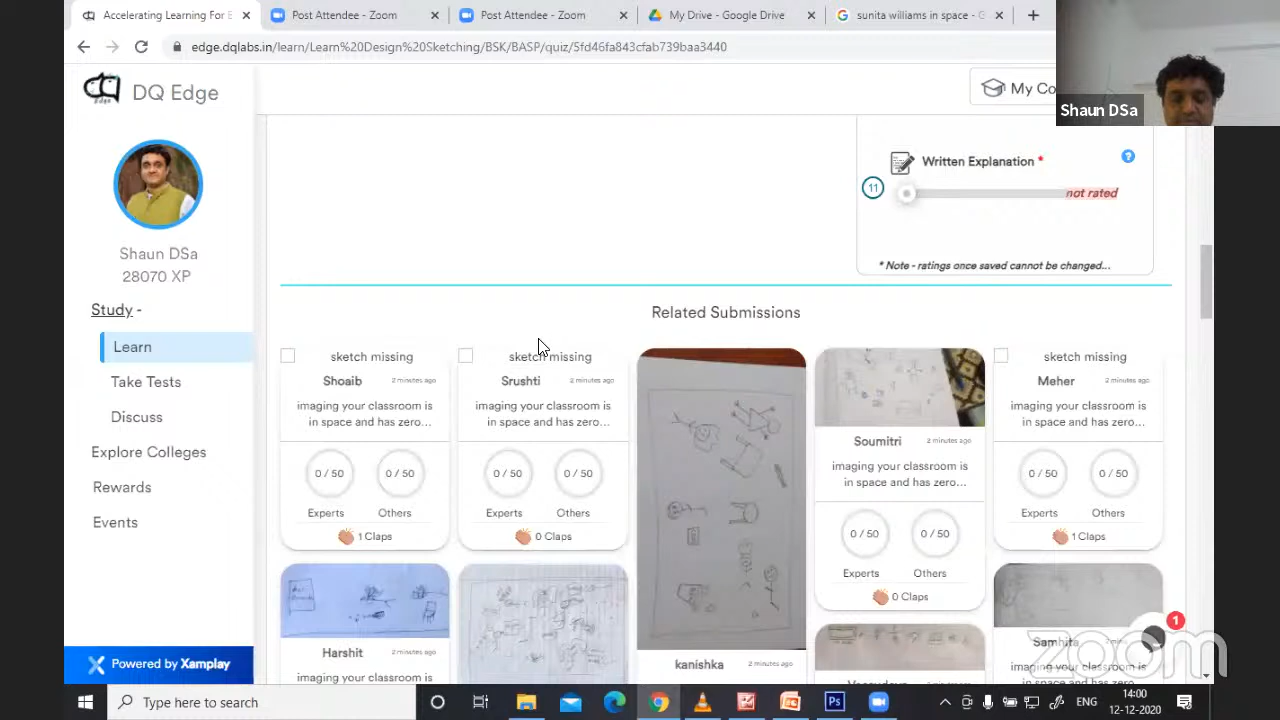 Accelerating Learning For E
Post Attendee - Zoom
Post Attendee - Zoom
My Drive - Google Drive
sunita williams in space - G
edge.dqlabs.in/learn/Learn%20Design%20Sketching/BSK/BASP/quiz/5fd46fa843cfab739baa3440
DQ Edge
My Co
Shaun DSa
Written Explanation *
11
not rated
Shaun DSa
28070 XP
* Note - ratings once saved cannot be changed...
Study -
Learn
Take Tests
Discuss
Explore Colleges
Rewards
Events
Related Submissions
sketch missing
Shoaib 2 minutes ago
imaging your classroom is
in space and has zero...
0 / 50 0 / 50
Experts Others
1 Claps
sketch missing
Srushti 2 minutes ago
imaging your classroom is
in space and has zero...
0 / 50 0 / 50
Experts Others
0 Claps
kanishka 2 minutes ago
Soumitri 2 minutes ago
imaging your classroom is
in space and has zero...
0 / 50 0 / 50
Experts Others
0 Claps
sketch missing
Meher 2 minutes ago
imaging your classroom is
in space and has zero...
0 / 50 0 / 50
Experts Others
1 Claps
Harshit 2 minutes ago
imaging your classroom is
Samhita
imaging your classroom is
1
zoom
Powered by Xamplay
Type here to search
ENG
14:00
12-12-2020